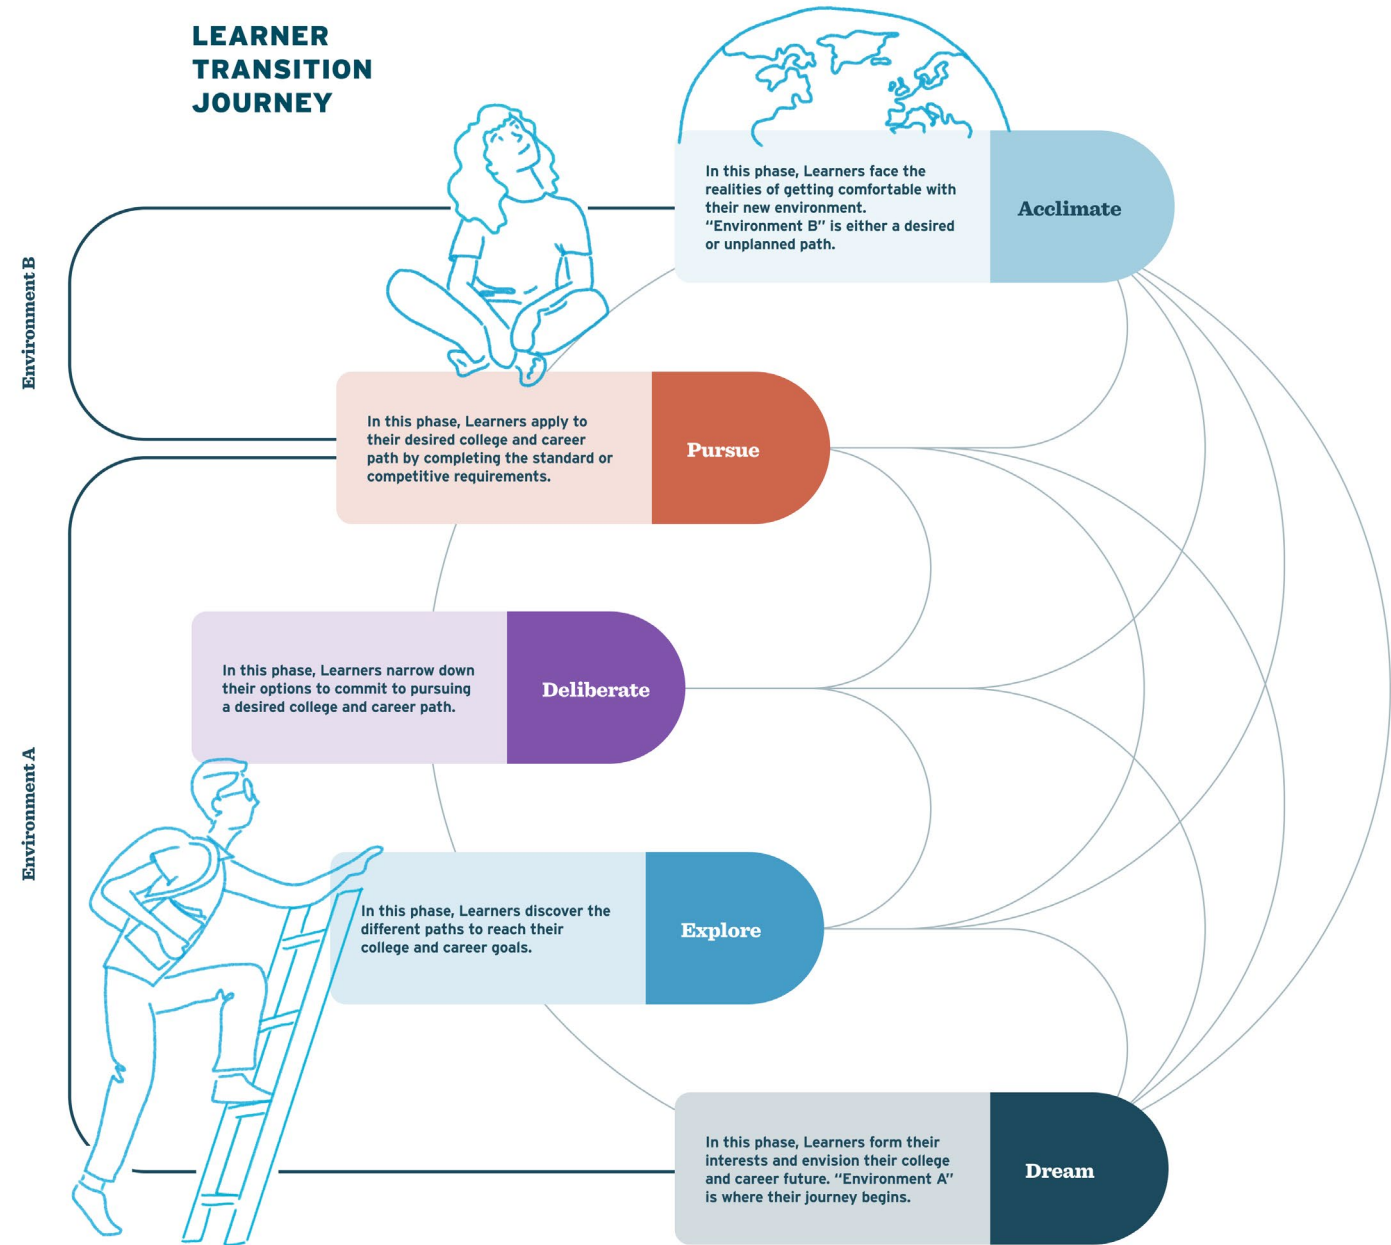 LEARNER
TRANSITION
JOURNEY
In this phase, Learners face the
realities of getting comfortable with
their new environment.
“Environment B” is either a desired
or unplanned path.
Acclimate
Environment B
In this phase, Learners apply to
their desired college and career
path by completing the standard or
competitive requirements.
Pursue
In this phase, Learners narrow down
their options to commit to pursuing
a desired college and career path.
Deliberate
Environment A
In this phase, Learners discover the
different paths to reach their
college and career goals.
Explore
In this phase, Learners form their
interests and envision their college
and career future. “Environment A”
is where their journey begins.
Dream